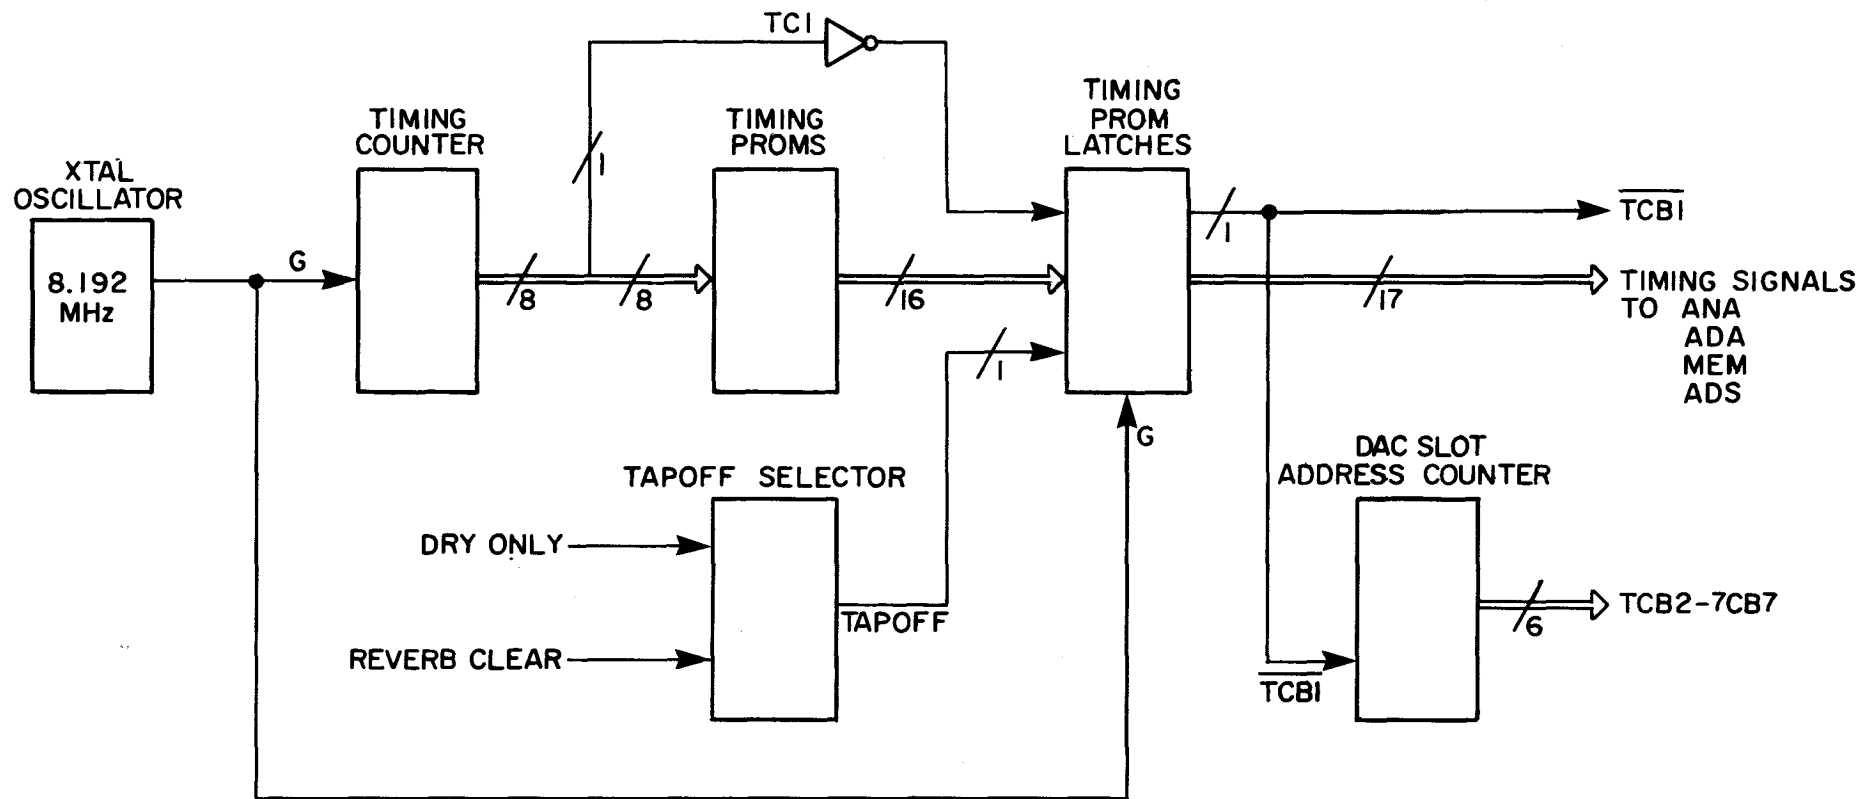 TC1
TIMING
PROM
LATCHES
TIMING
COUNTER
TIMING
PROMS
XTAL
OSCILLATOR
8.192
MHz
G
1
8
8
16
1
1
17
TCB1
TIMING SIGNALS
TO ANA
ADA
MEM
ADS
G
TAPOFF SELECTOR
DRY ONLY
REVERB CLEAR
TAPOFF
DAC SLOT
ADDRESS COUNTER
TCB1
6
TCB2-7CB7